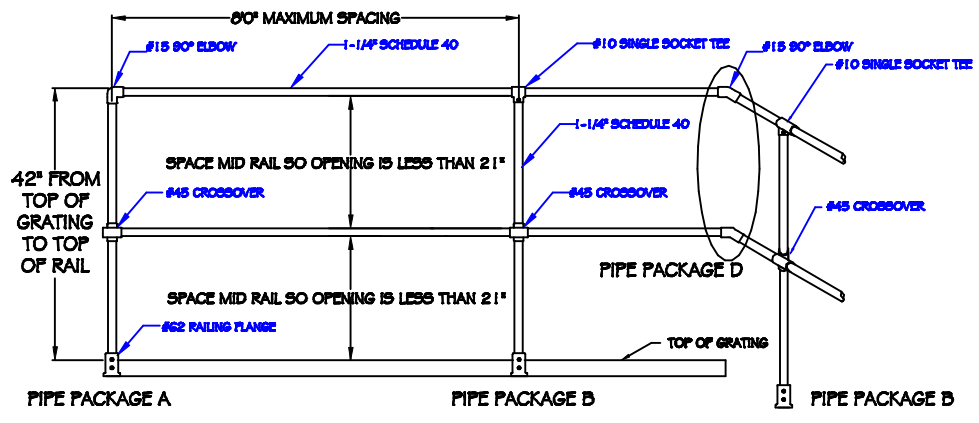 8'0" MAXIMUM SPACING
#15 90° ELBOW
1-1/4" SCHEDULE 40
#10 SINGLE SOCKET TEE
#15 90° ELBOW
#10 SINGLE SOCKET TEE
1-1/4" SCHEDULE 40
SPACE MID RAIL SO OPENING IS LESS THAN 21"
42" FROM
TOP OF
GRATING
TO TOP
OF RAIL
#45 CROSSOVER
#45 CROSSOVER
#45 CROSSOVER
PIPE PACKAGE D
SPACE MID RAIL SO OPENING IS LESS THAN 21"
#62 RAILING FLANGE
TOP OF GRATING
PIPE PACKAGE A
PIPE PACKAGE B
PIPE PACKAGE B